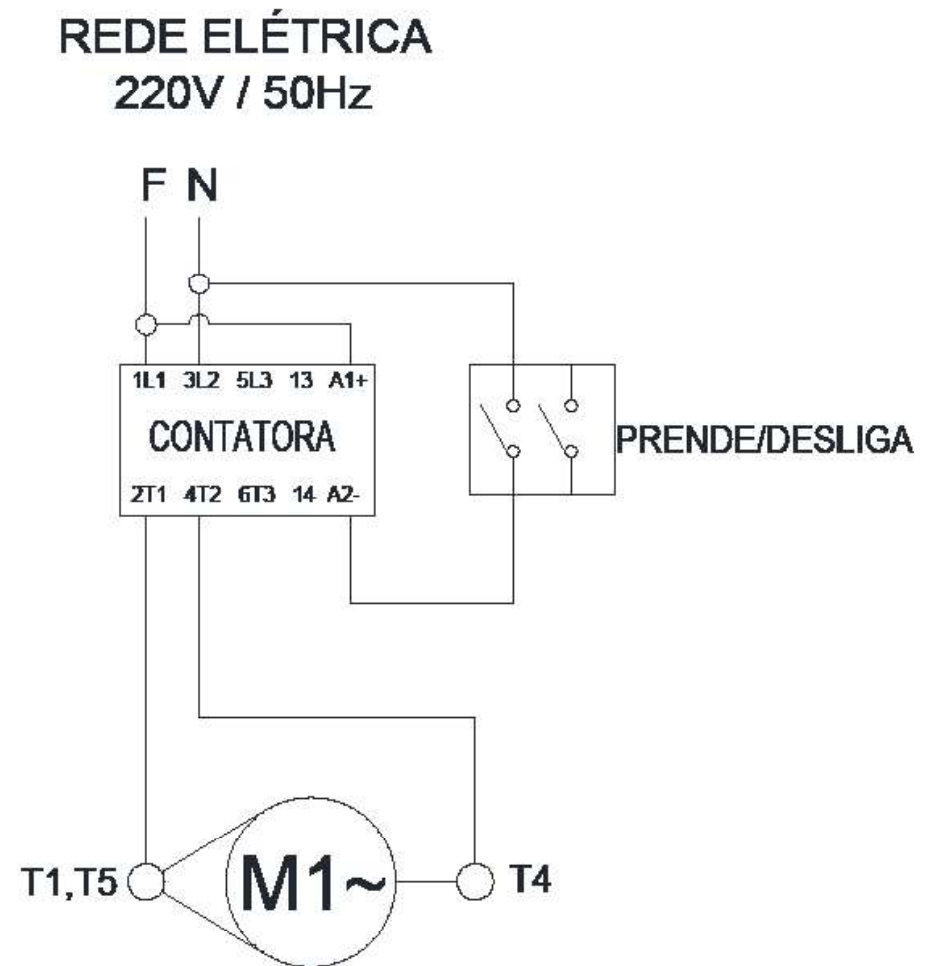 REDE ELÉTRICA
220V / 50Hz
F N
1L1 3L2 5L3 13 A1+
CONTATORA
2T1 4T2 6T3 14 A2-
PRENDE/DESLIGA
T1,T5
M1~
T4